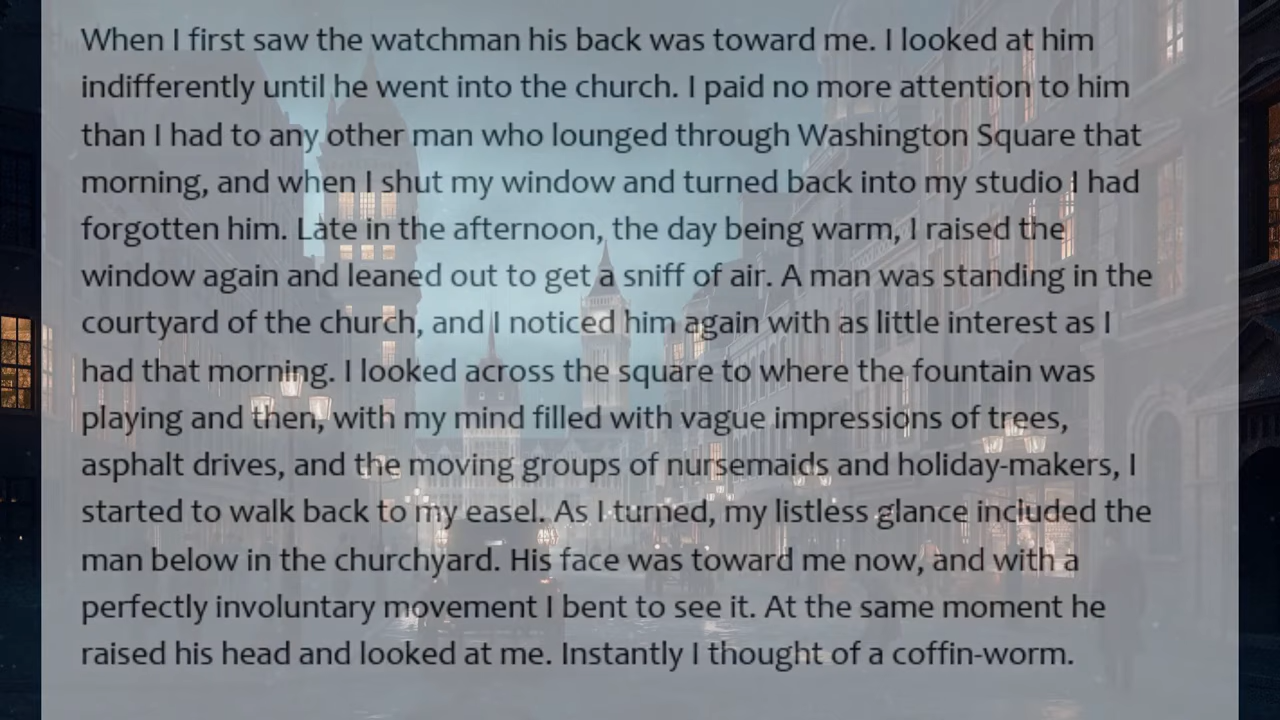 When I first saw the watchman his back was toward me. I looked at him
indifferently until he went into the church. I paid no more attention to him
than I had to any other man who lounged through Washington Square that
morning, and when I shut my window and turned back into my studio I had
forgotten him. Late in the afternoon, the day being warm, I raised the
window again and leaned out to get a sniff of air. A man was standing in the
courtyard of the church, and I noticed him again with as little interest as I
had that morning. I looked across the square to where the fountain was
playing and then, with my mind filled with vague impressions of trees,
asphalt drives, and the moving groups of nursemaids and holiday-makers, I
started to walk back to my easel. As I turned, my listless glance included the
man below in the churchyard. His face was toward me now, and with a
perfectly involuntary movement I bent to see it. At the same moment he
raised his head and looked at me. Instantly I thought of a coffin-worm.